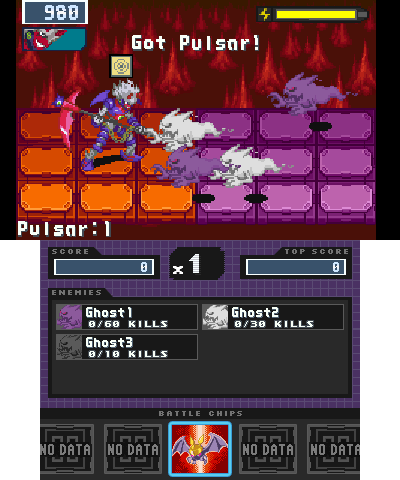 980
Got Pulsar!
Pulsar:1
SCORE
0
x1
TOP SCORE
0
ENEMIES
Ghost1
0/60 KILLS
Ghost2
0/30 KILLS
Ghost3
0/10 KILLS
BATTLE CHIPS
NO DATA
NO DATA
NO DATA
NO DATA